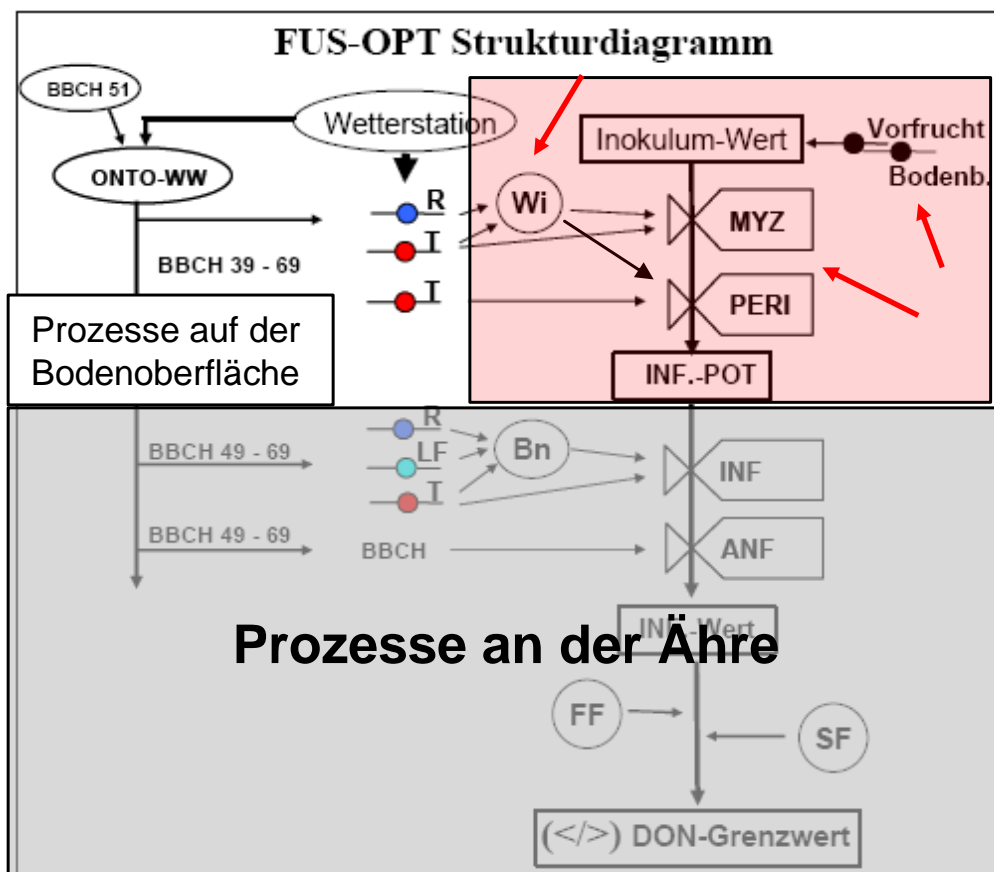 FUS-OPT Strukturdiagramm
BBCH 51
Wetterstation
ONTO-WW
Inokulum-Wert
Vorfrucht
Bodenb.
R
Wi
T
MYZ
BBCH 39 - 69
T
PERI
Prozesse auf der
Bodenoberfläche
INF.-POT
R
BBCH 49 - 69
LF
Bn
T
INF
BBCH 49 - 69
BBCH
ANF
INF.-Wert
Prozesse an der Ähre
FF
SF
(</>) DON-Grenzwert